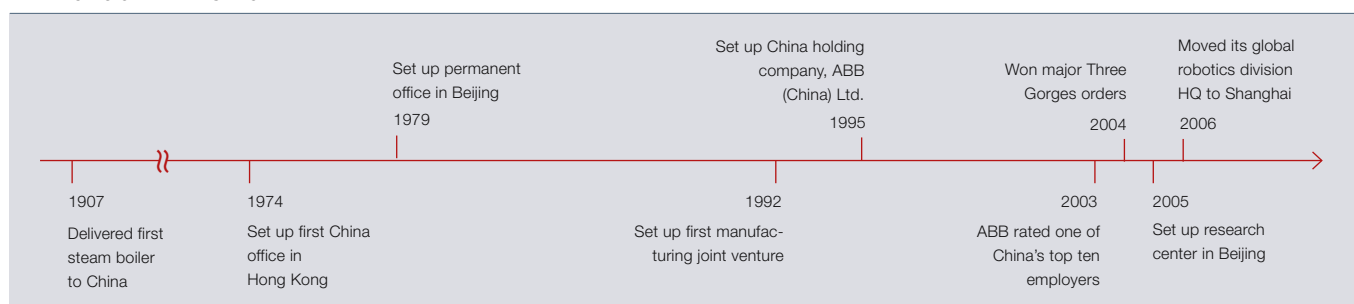 Set up permanent
office in Beijing
1979
Set up China holding
company, ABB
(China) Ltd.
1995
Won major Three
Gorges orders
2004
Moved its global
robotics division
HQ to Shanghai
2006
1907
Delivered first
steam boiler
to China
1974
Set up first China
office in
Hong Kong
1992
Set up first manufac-
turing joint venture
2003
ABB rated one of
China's top ten
employers
2005
Set up research
center in Beijing